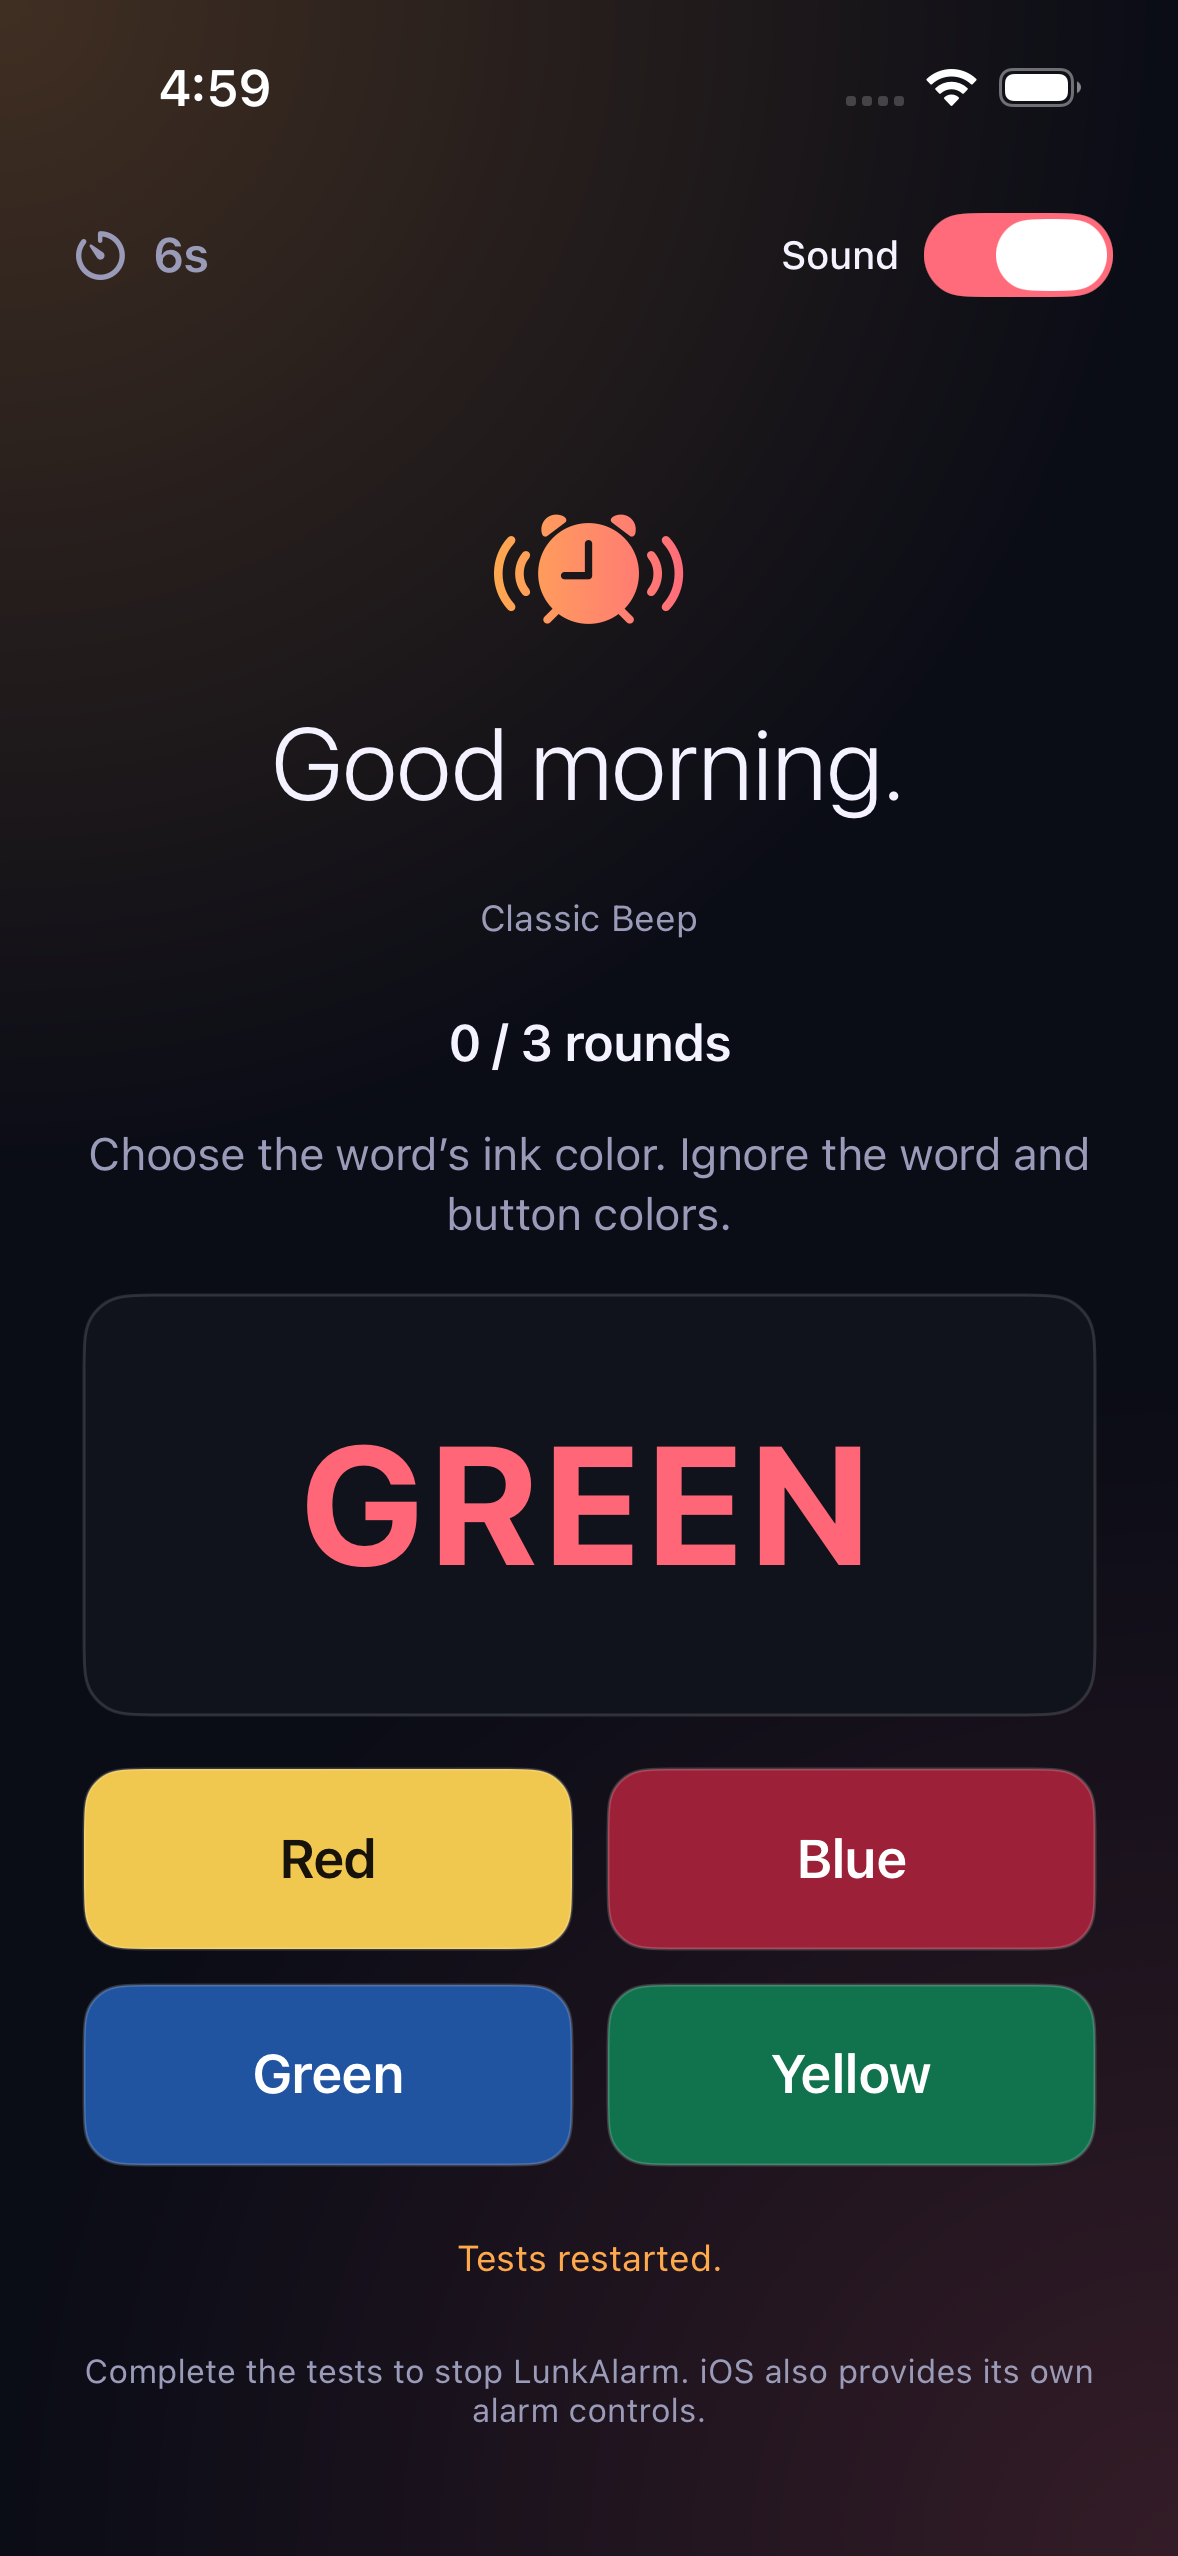 4:59
6s
Sound
Good morning.
Classic Beep
0 / 3 rounds
Choose the word’s ink color. Ignore the word and
button colors.
GREEN
Red
Blue
Green
Yellow
Tests restarted.
Complete the tests to stop LunkAlarm. iOS also provides its own
alarm controls.